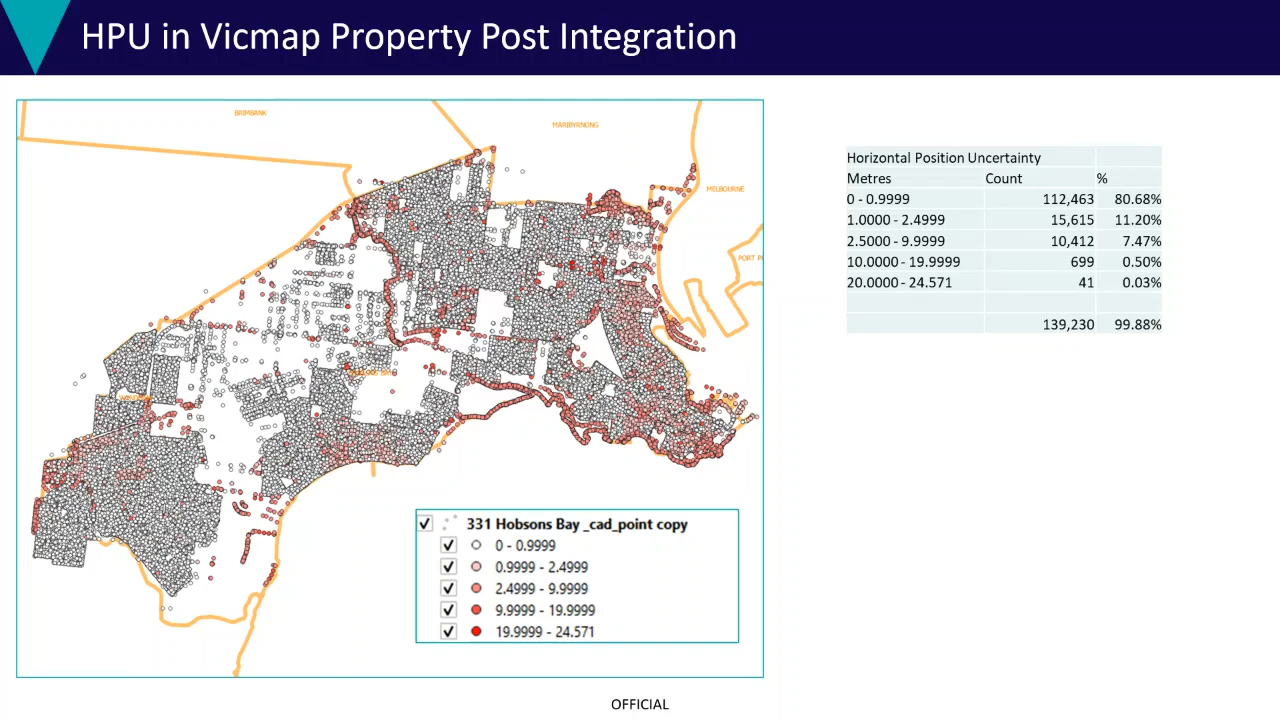 HPU in Vicmap Property Post Integration
BRIMBANK
MARIBYRNONG
MELBOURNE
PORT P
331 Hobsons Bay _cad_point copy
0 - 0.9999
0.9999 - 2.4999
2.4999 - 9.9999
9.9999 - 19.9999
19.9999 - 24.571
Horizontal Position Uncertainty
Metres Count %
0 - 0.9999 112,463 80.68%
1.0000 - 2.4999 15,615 11.20%
2.5000 - 9.9999 10,412 7.47%
10.0000 - 19.9999 699 0.50%
20.0000 - 24.571 41 0.03%
139,230 99.88%
OFFICIAL